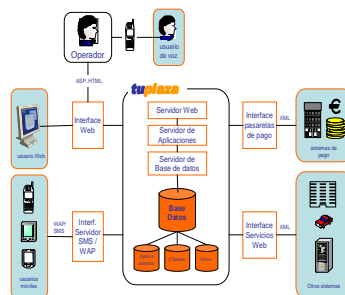 usuario
de voz
Operador
ASP, HTML
tuplaza
Servidor Web
Interface
Web
Interface
pasarelas
de pago
XML
Servidor de
Aplicaciones
usuario Web
sistemas de
pago
Servidor de
Base de datos
Base
Datos
WAP/
SMS
Interf.
Servidor
SMS /
WAP
Interface
Servicios
Web
XML
Clientes
Otros
usuarios
móviles
Otros sistemas